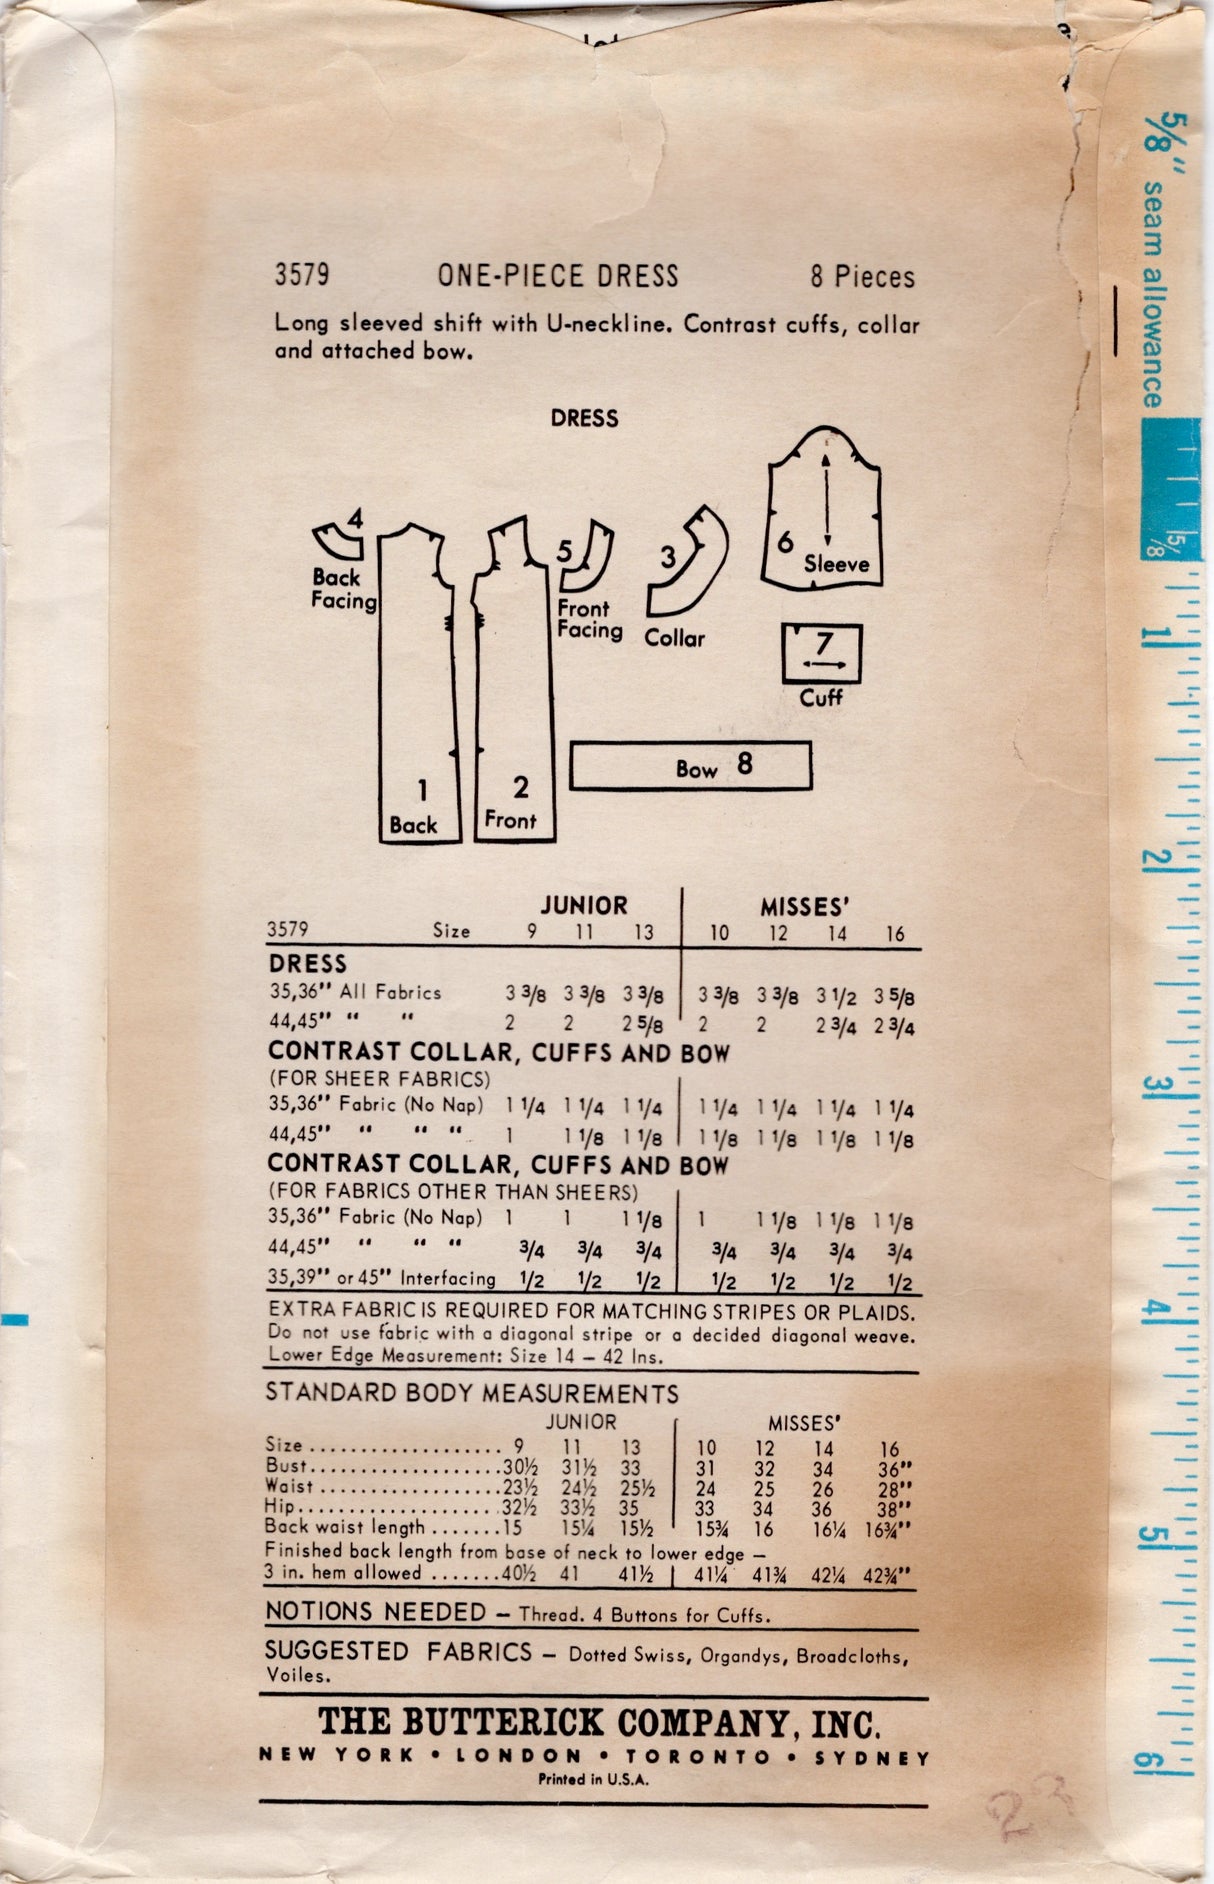 3579 ONE-PIECE DRESS 8 Pieces
Long sleeved shift with U-neckline. Contrast cuffs, collar
and attached bow.
DRESS
4
Back
Facing
1
Back
2
Front
5
Front
Facing
3
Collar
6
Sleeve
7
Cuff
Bow 8
JUNIOR MISSES'
3579 Size 9 11 13 10 12 14 16
DRESS
35,36" All Fabrics 3 3/8 3 3/8 3 3/8 3 3/8 3 3/8 3 1/2 3 5/8
44,45" " " 2 2 2 5/8 2 2 2 3/4 2 3/4
CONTRAST COLLAR, CUFFS AND BOW
(FOR SHEER FABRICS)
35,36" Fabric (No Nap) 1 1/4 1 1/4 1 1/4 1 1/4 1 1/4 1 1/4 1 1/4
44,45" " " " 1 1 1/8 1 1/8 1 1/8 1 1/8 1 1/8 1 1/8
CONTRAST COLLAR, CUFFS AND BOW
(FOR FABRICS OTHER THAN SHEERS)
35,36" Fabric (No Nap) 1 1 1 1/8 1 1 1/8 1 1/8 1 1/8
44,45" " " " 3/4 3/4 3/4 3/4 3/4 3/4 3/4
35,39" or 45" Interfacing 1/2 1/2 1/2 1/2 1/2 1/2 1/2
EXTRA FABRIC IS REQUIRED FOR MATCHING STRIPES OR PLAIDS.
Do not use fabric with a diagonal stripe or a decided diagonal weave.
Lower Edge Measurement: Size 14 – 42 Ins.
STANDARD BODY MEASUREMENTS
JUNIOR MISSES'
Size ................... 9 11 13 10 12 14 16
Bust...................30½ 31½ 33 31 32 34 36"
Waist ..................23½ 24½ 25½ 24 25 26 28"
Hip....................32½ 33½ 35 33 34 36 38"
Back waist length .......15 15¼ 15½ 15¾ 16 16¼ 16¾"
Finished back length from base of neck to lower edge –
3 in. hem allowed .......40½ 41 41½ 41¼ 41¾ 42¼ 42¾"
NOTIONS NEEDED – Thread. 4 Buttons for Cuffs.
SUGGESTED FABRICS – Dotted Swiss, Organdys, Broadcloths,
Voiles.
THE BUTTERICK COMPANY, INC.
NEW YORK • LONDON • TORONTO • SYDNEY
Printed in U.S.A.
5/8" seam allowance
5/8
1
2
3
4
5
6